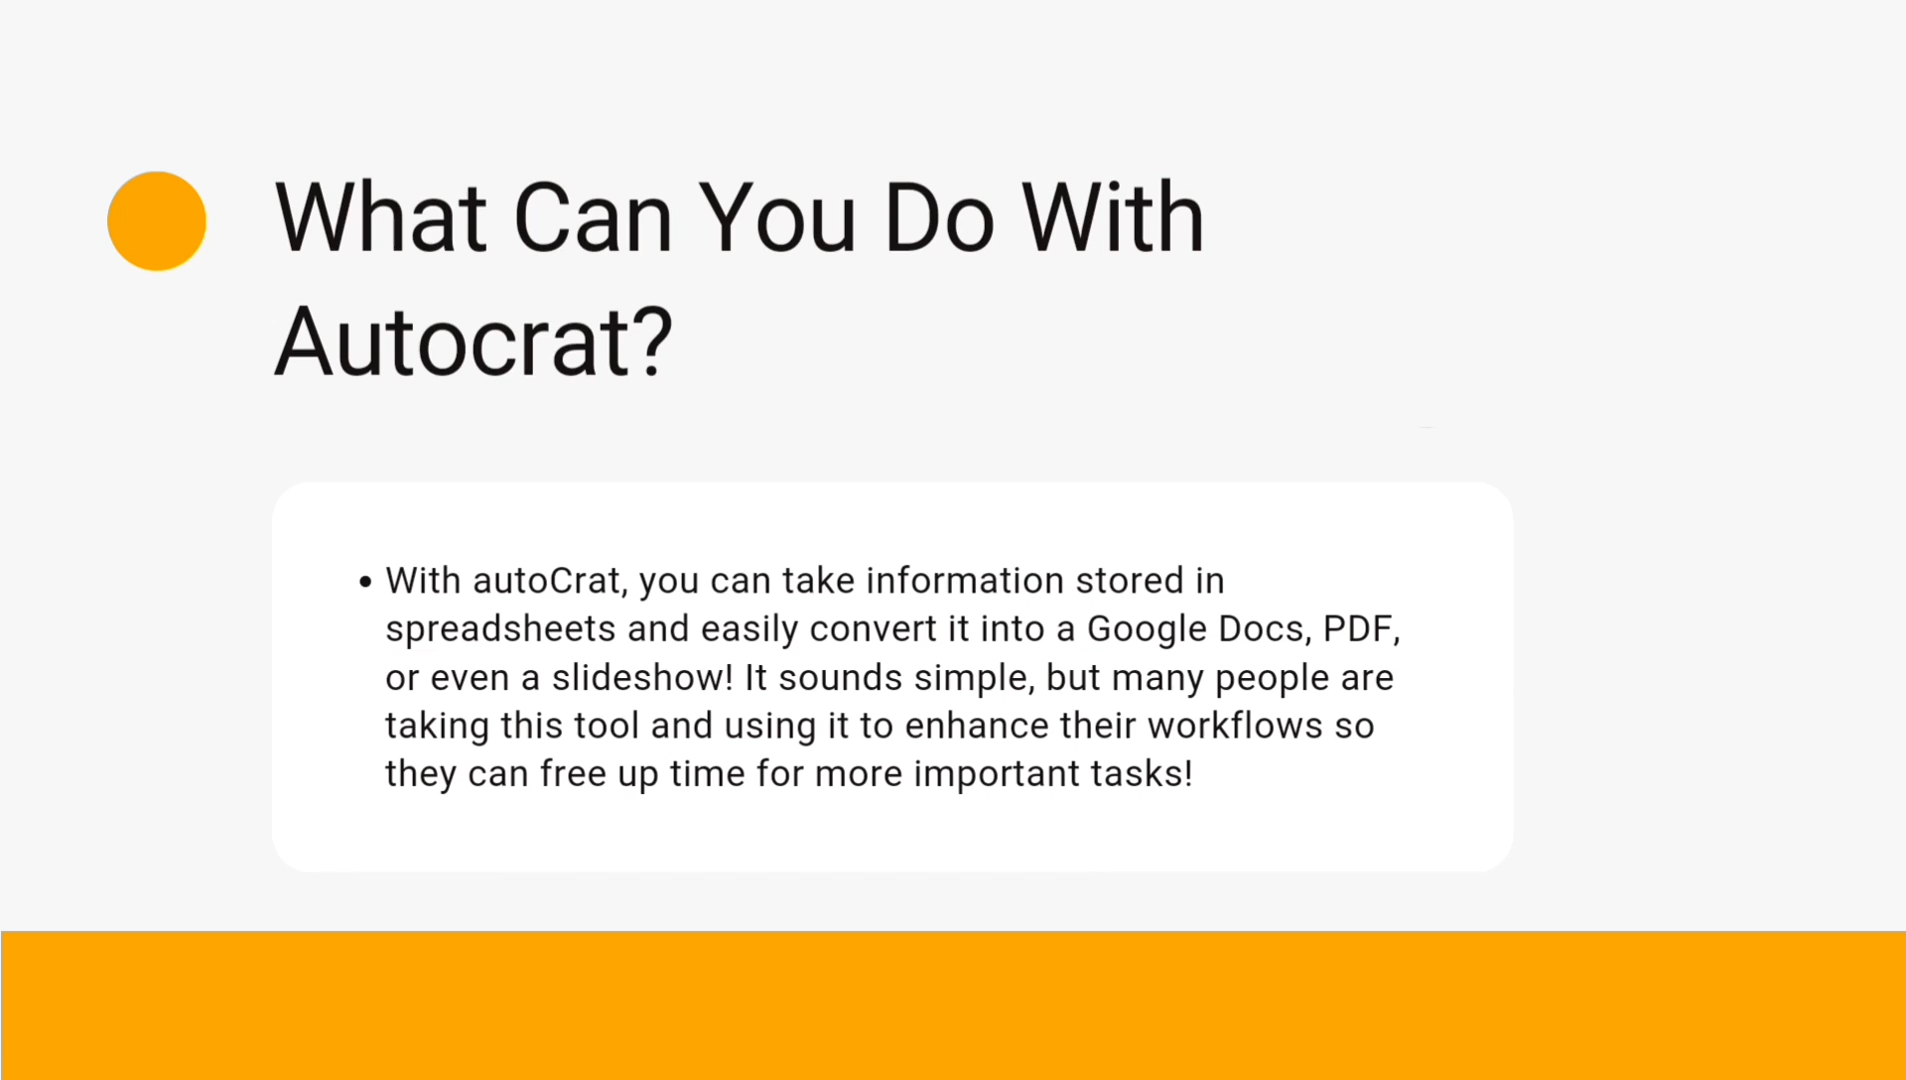 What Can You Do With
Autocrat?
• With autoCrat, you can take information stored in
spreadsheets and easily convert it into a Google Docs, PDF,
or even a slideshow! It sounds simple, but many people are
taking this tool and using it to enhance their workflows so
they can free up time for more important tasks!